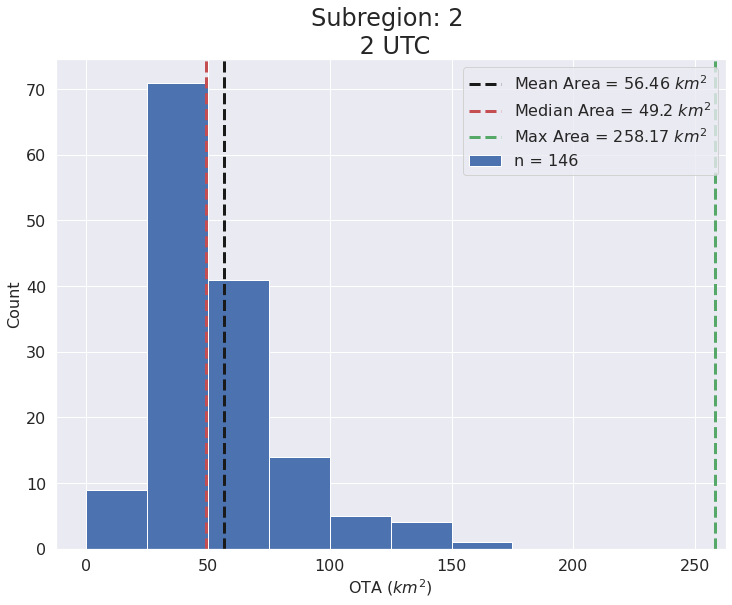 Subregion: 2
2 UTC
Mean Area = 56.46 km²
Median Area = 49.2 km²
Max Area = 258.17 km²
n = 146
Count
70
60
50
40
30
20
10
0
0 50 100 150 200 250
OTA (km²)